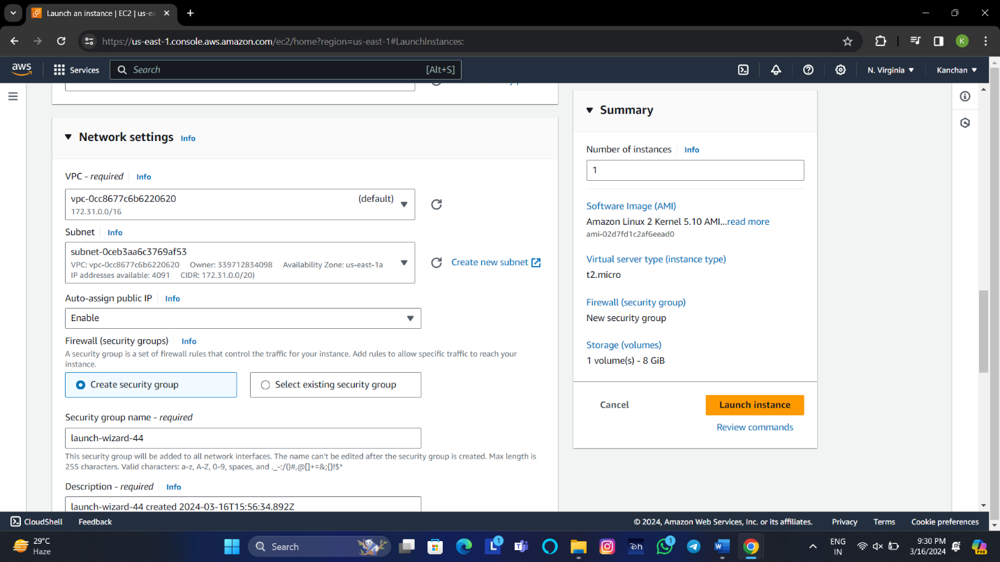 Launch an instance | EC2 | us-ea
https://us-east-1.console.aws.amazon.com/ec2/home?region=us-east-1#LaunchInstances:
K
aws
Services
Search
[Alt+S]
N. Virginia
Kanchan
Network settings Info
VPC - required Info
vpc-0cc8677c6b6220620 (default)
172.31.0.0/16
Subnet Info
subnet-0ceb3aa6c3769af53
VPC: vpc-0cc8677c6b6220620 Owner: 339712834098 Availability Zone: us-east-1a
IP addresses available: 4091 CIDR: 172.31.0.0/20)
Create new subnet
Auto-assign public IP Info
Enable
Firewall (security groups) Info
A security group is a set of firewall rules that control the traffic for your instance. Add rules to allow specific traffic to reach your
instance.
Create security group
Select existing security group
Security group name - required
launch-wizard-44
This security group will be added to all network interfaces. The name can't be edited after the security group is created. Max length is
255 characters. Valid characters: a-z, A-Z, 0-9, spaces, and ._-:/()#,@[]+=&;{}!$*
Description - required Info
launch-wizard-44 created 2024-03-16T15:56:34.892Z
Summary
Number of instances Info
1
Software Image (AMI)
Amazon Linux 2 Kernel 5.10 AMI...read more
ami-02d7fd1c2af6eead0
Virtual server type (instance type)
t2.micro
Firewall (security group)
New security group
Storage (volumes)
1 volume(s) - 8 GiB
Cancel
Launch instance
Review commands
CloudShell
Feedback
© 2024, Amazon Web Services, Inc. or its affiliates.
Privacy
Terms
Cookie preferences
29°C
Haze
Search
L
1
Dh
1
W
ENG
IN
9:30 PM
3/16/2024
PRE